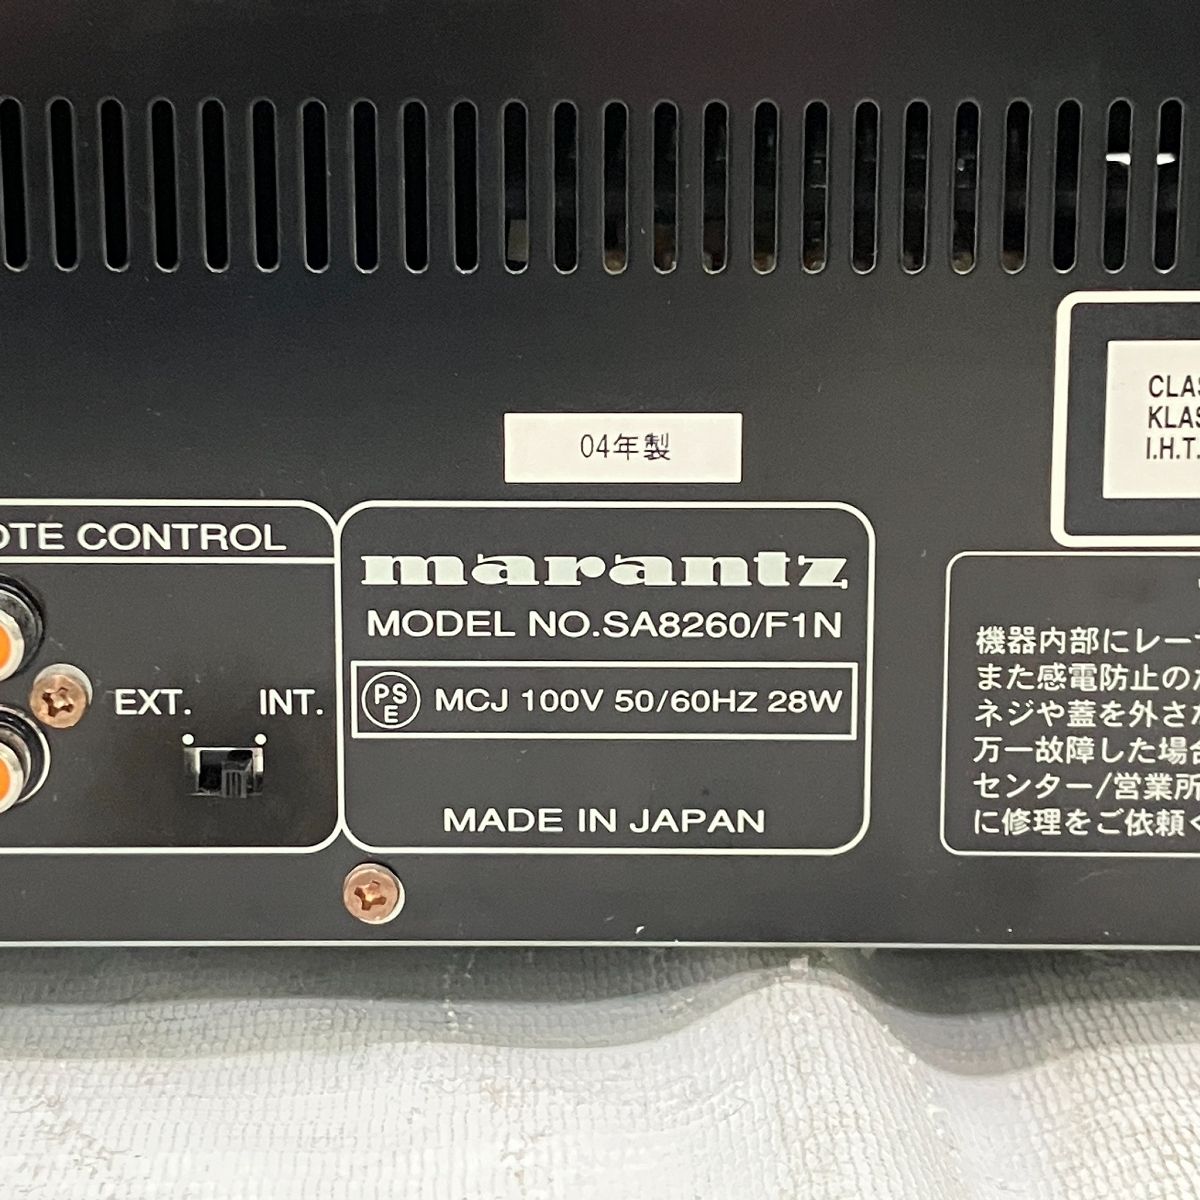 04年製
CLAS
KLAS
I.H.T.
OTE CONTROL
EXT. INT.
marantz
MODEL NO.SA8260/F1N
PSE MCJ 100V 50/60HZ 28W
MADE IN JAPAN
機器内部にレー
また感電防止の
ネジや蓋を外さ
万一故障した場合
センター/営業所
に修理をご依頼く